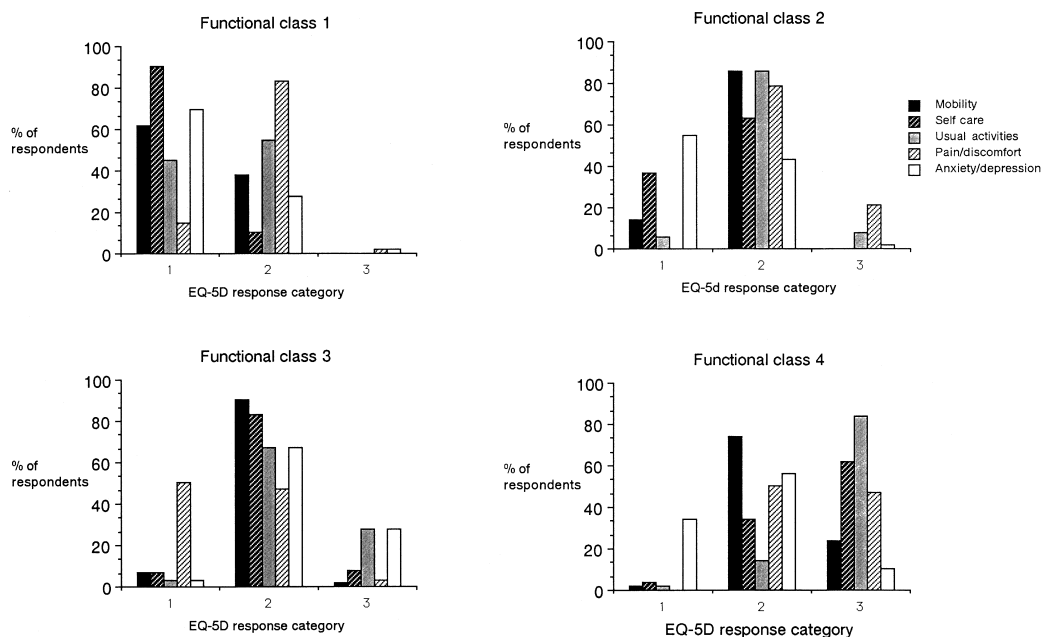 Functional class 1
100
80
60
40
20
0
% of
respondents
1 2 3
EQ-5D response category
Functional class 2
100
80
60
40
20
0
% of
respondents
1 2 3
EQ-5d response category
Mobility
Self care
Usual activities
Pain/discomfort
Anxiety/depression
Functional class 3
100
80
60
40
20
0
% of
respondents
1 2 3
EQ-5D response category
Functional class 4
100
80
60
40
20
0
% of
respondents
1 2 3
EQ-5D response category